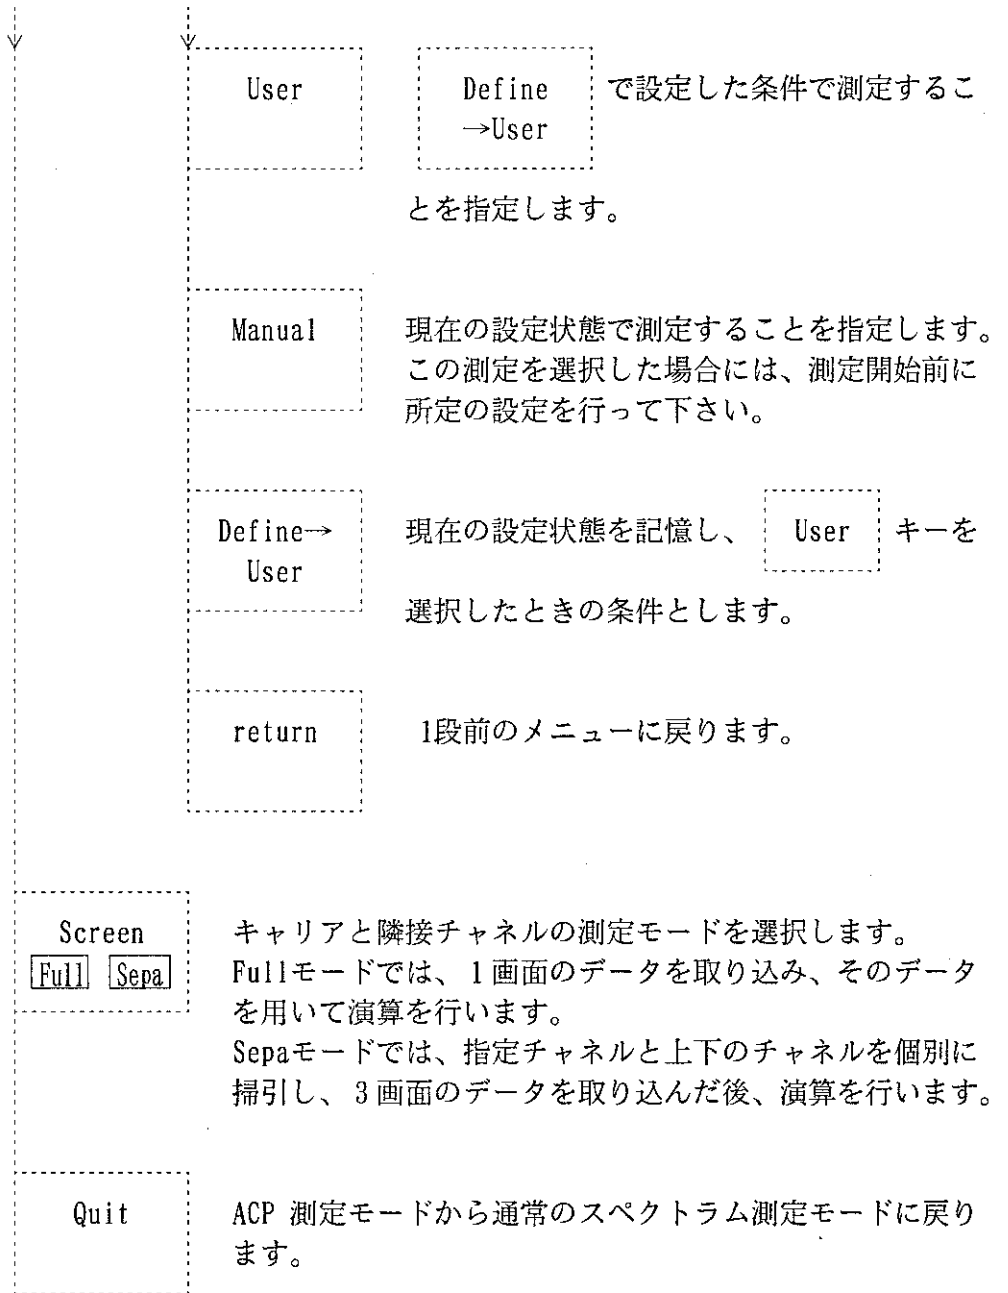 User Define で設定した条件で測定するこ
→User
とを指定します。
Manual 現在の設定状態で測定することを指定します。
この測定を選択した場合には、測定開始前に
所定の設定を行って下さい。
Define→ 現在の設定状態を記憶し、 User キーを
User
選択したときの条件とします。
return 1段前のメニューに戻ります。
Screen キャリアと隣接チャネルの測定モードを選択します。
Full Sepa Fullモードでは、1画面のデータを取り込み、そのデータ
を用いて演算を行います。
Sepaモードでは、指定チャネルと上下のチャネルを個別に
掃引し、3画面のデータを取り込んだ後、演算を行います。
Quit ACP 測定モードから通常のスペクトラム測定モードに戻り
ます。